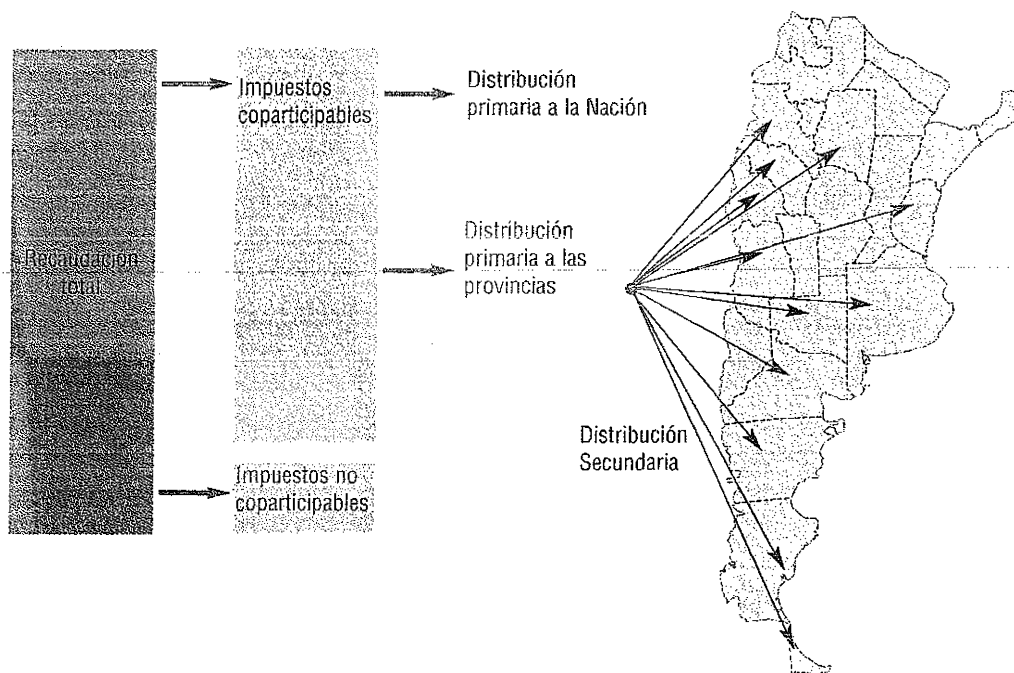 Recaudación
total
Impuestos
coparticipables
Impuestos no
coparticipables
Distribución
primaria a la Nación
Distribución
primaria a las
provincias
Distribución
Secundaria